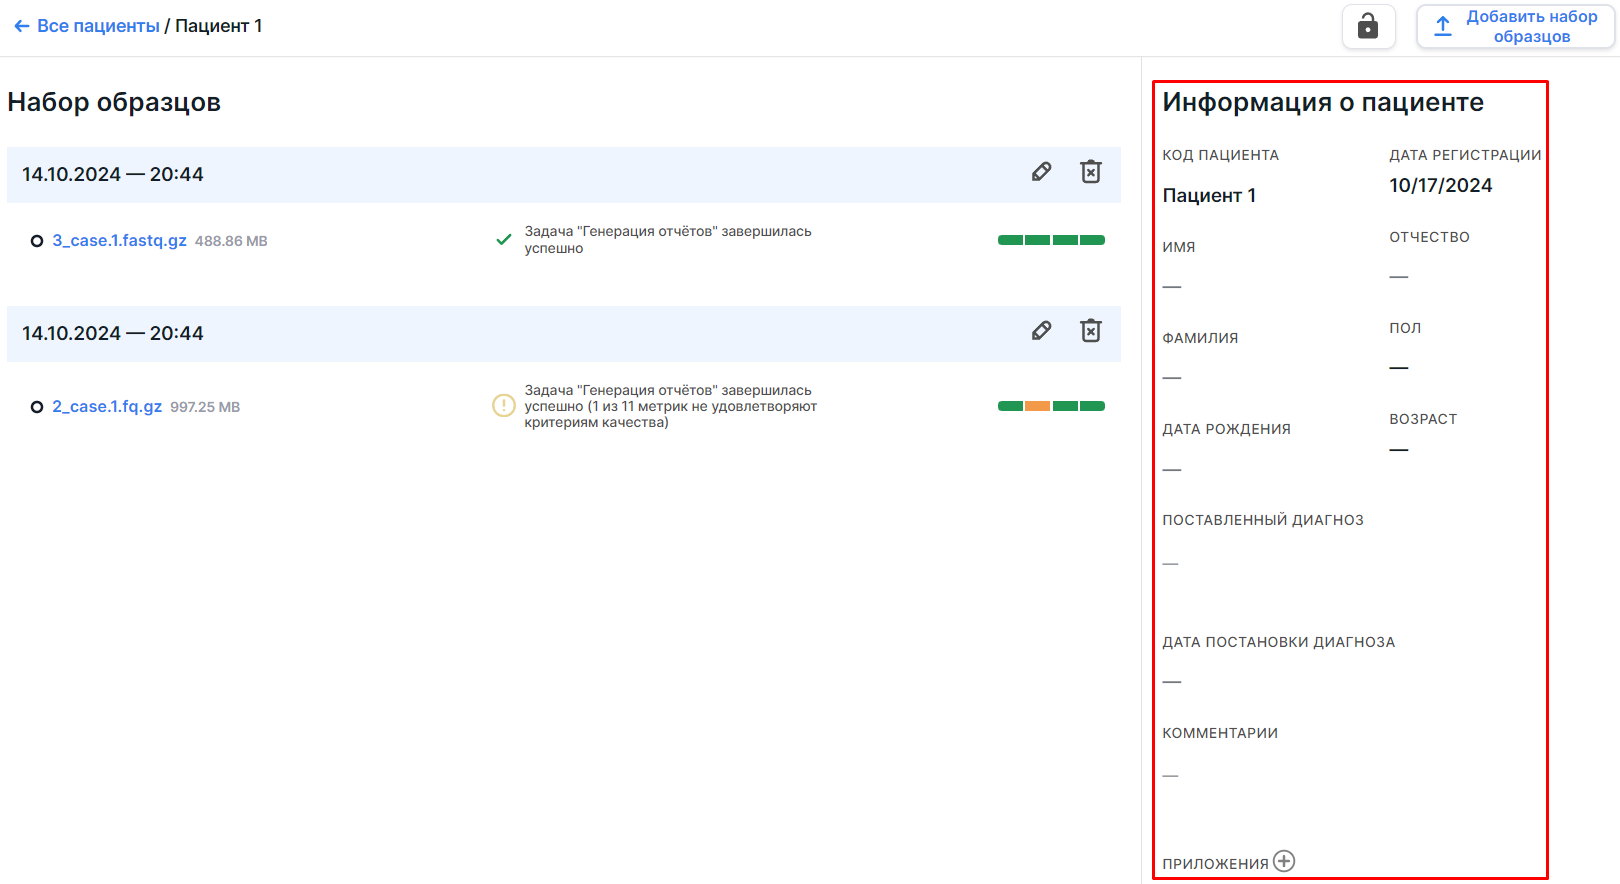 Все пациенты / Пациент 1
Добавить набор
образцов
Набор образцов
14.10.2024 — 20:44
3_case.1.fastq.gz 488.86 MB
Задача "Генерация отчётов" завершилась
успешно
14.10.2024 — 20:44
2_case.1.fq.gz 997.25 MB
Задача "Генерация отчётов" завершилась
успешно (1 из 11 метрик не удовлетворяют
критериям качества)
Информация о пациенте
КОД ПАЦИЕНТА
Пациент 1
ДАТА РЕГИСТРАЦИИ
10/17/2024
ИМЯ
—
ОТЧЕСТВО
—
ФАМИЛИЯ
—
ПОЛ
—
ДАТА РОЖДЕНИЯ
—
ВОЗРАСТ
—
ПОСТАВЛЕННЫЙ ДИАГНОЗ
—
ДАТА ПОСТАНОВКИ ДИАГНОЗА
—
КОММЕНТАРИИ
—
ПРИЛОЖЕНИЯ